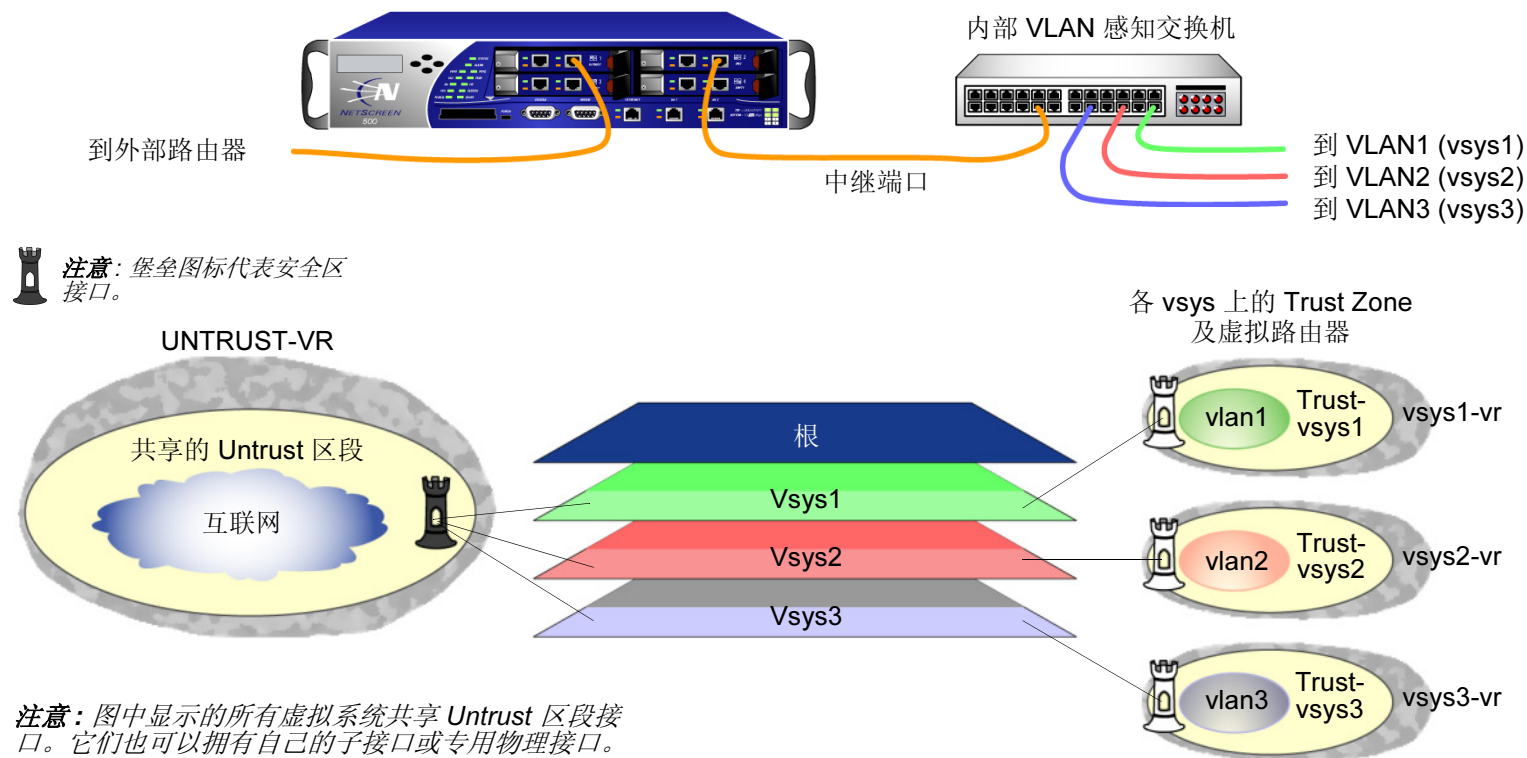 内部 VLAN 感知交换机
NETSCREEN
500
到外部路由器
中继端口
到 VLAN1 (vsys1)
到 VLAN2 (vsys2)
到 VLAN3 (vsys3)
注意 : 堡垒图标代表安全区
接口。
各 vsys 上的 Trust Zone
及虚拟路由器
UNTRUST-VR
共享的 Untrust 区段
互联网
根
Vsys1
Vsys2
Vsys3
vlan1
Trust-
vsys1
vsys1-vr
vlan2
Trust-
vsys2
vsys2-vr
vlan3
Trust-
vsys3
vsys3-vr
注意 : 图中显示的所有虚拟系统共享 Untrust 区段接
口。它们也可以拥有自己的子接口或专用物理接口。